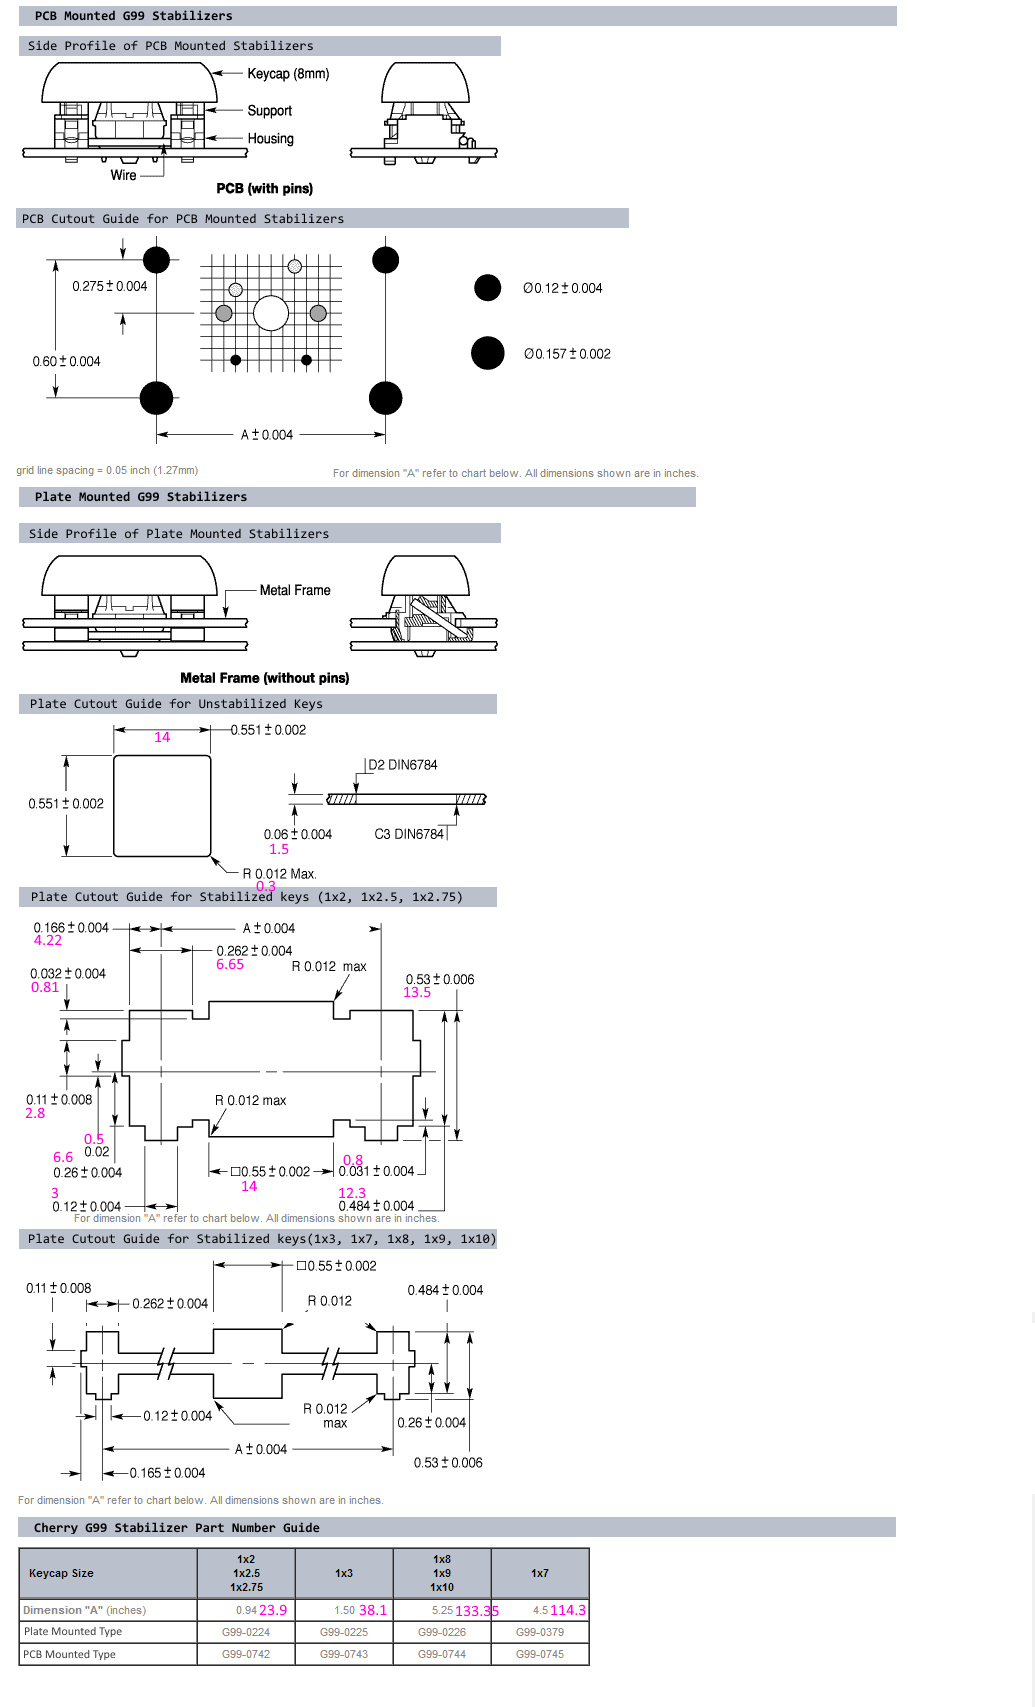 PCB Mounted G99 Stabilizers
Side Profile of PCB Mounted Stabilizers
Keycap (8mm)
Support
Housing
Wire
PCB (with pins)
PCB Cutout Guide for PCB Mounted Stabilizers
0.275 ± 0.004
Ø 0.12 ± 0.004
0.60 ± 0.004
Ø 0.157 ± 0.002
A ± 0.004
grid line spacing = 0.05 inch (1.27mm)
For dimension "A" refer to chart below. All dimensions shown are in inches.
Plate Mounted G99 Stabilizers
Side Profile of Plate Mounted Stabilizers
Metal Frame
Metal Frame (without pins)
Plate Cutout Guide for Unstabilized Keys
0.551 ± 0.002
14
D2 DIN6784
0.551 ± 0.002
0.06 ± 0.004
C3 DIN6784
1.5
R 0.012 Max.
0.3
Plate Cutout Guide for Stabilized keys (1x2, 1x2.5, 1x2.75)
0.166 ± 0.004
A ± 0.004
4.22
0.262 ± 0.004
6.65
R 0.012 max
0.032 ± 0.004
0.53 ± 0.006
0.81
13.5
0.11 ± 0.008
R 0.012 max
2.8
0.5
0.02
6.6
0.8
0.26 ± 0.004
□0.55 ± 0.002
0.031 ± 0.004
14
3
12.3
0.12 ± 0.004
0.484 ± 0.004
For dimension "A" refer to chart below. All dimensions shown are in inches.
Plate Cutout Guide for Stabilized keys(1x3, 1x7, 1x8, 1x9, 1x10)
□0.55 ± 0.002
0.11 ± 0.008
0.484 ± 0.004
0.262 ± 0.004
R 0.012
R 0.012
max
0.12 ± 0.004
0.26 ± 0.004
A ± 0.004
0.53 ± 0.006
0.165 ± 0.004
For dimension "A" refer to chart below. All dimensions shown are in inches.
Cherry G99 Stabilizer Part Number Guide
Keycap Size
1x2
1x2.5
1x2.75
1x3
1x8
1x9
1x10
1x7
Dimension "A" (inches) 0.94 23.9 1.50 38.1 5.25 133.35 4.5 114.3
Plate Mounted Type G99-0224 G99-0225 G99-0226 G99-0379
PCB Mounted Type G99-0742 G99-0743 G99-0744 G99-0745